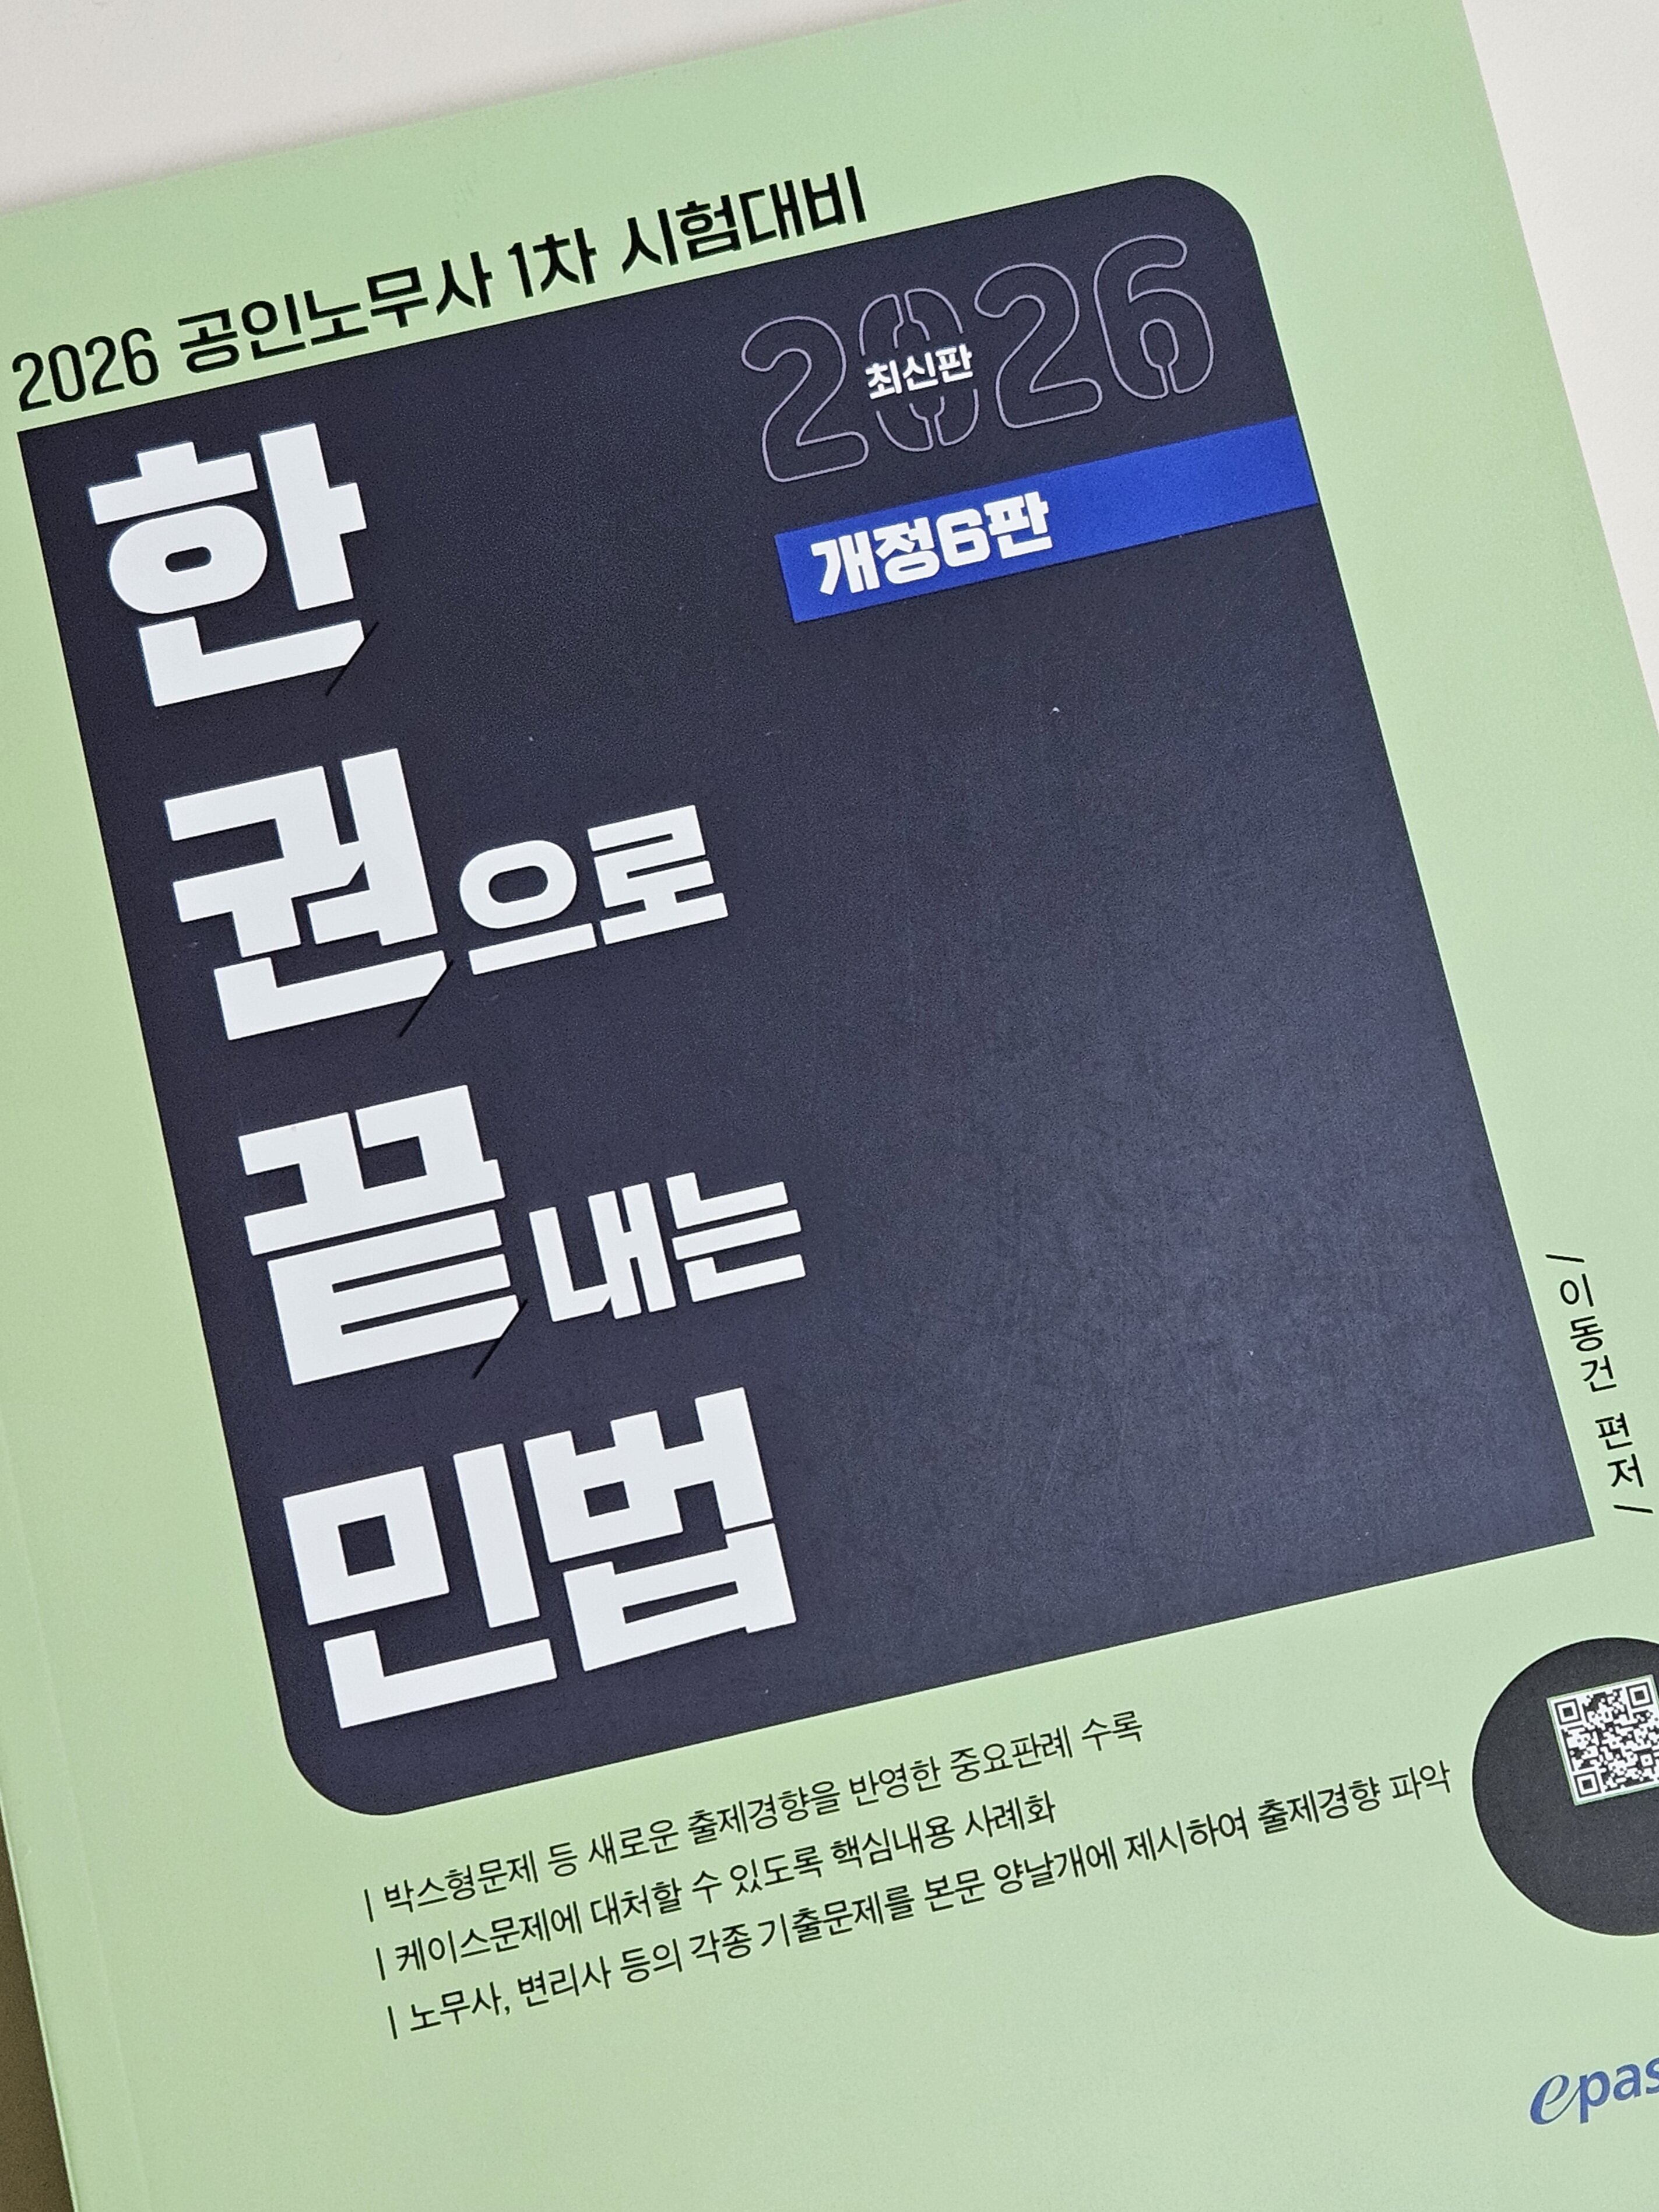 2026 공인노무사 1차 시험대비
2026
최신판
개정6판
한
권으로
끝내는
민법
/ 이동건 편저 /
| 박스형문제 등 새로운 출제경향을 반영한 중요판례 수록
| 케이스문제에 대처할 수 있도록 핵심내용 사례화
| 노무사, 변리사 등의 각종 기출문제를 본문 양날개에 제시하여 출제경향 파악
epas